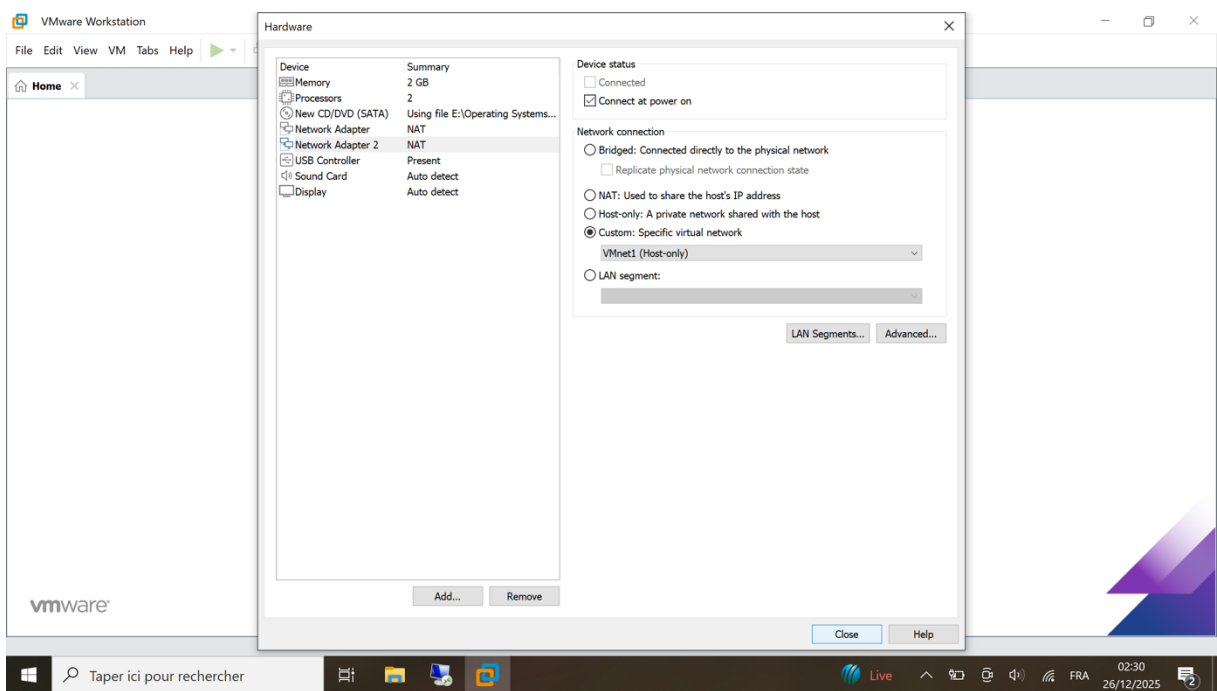 VMware Workstation
File Edit View VM Tabs Help
Home
Hardware
Device Summary
Memory 2 GB
Processors 2
New CD/DVD (SATA) Using file E:\Operating Systems...
Network Adapter NAT
Network Adapter 2 NAT
USB Controller Present
Sound Card Auto detect
Display Auto detect
Add... Remove
Device status
Connected
Connect at power on
Network connection
Bridged: Connected directly to the physical network
Replicate physical network connection state
NAT: Used to share the host's IP address
Host-only: A private network shared with the host
Custom: Specific virtual network
VMnet1 (Host-only)
LAN segment:
LAN Segments... Advanced...
Close Help
vmware
Taper ici pour rechercher
Live
FRA
02:30
26/12/2025
2